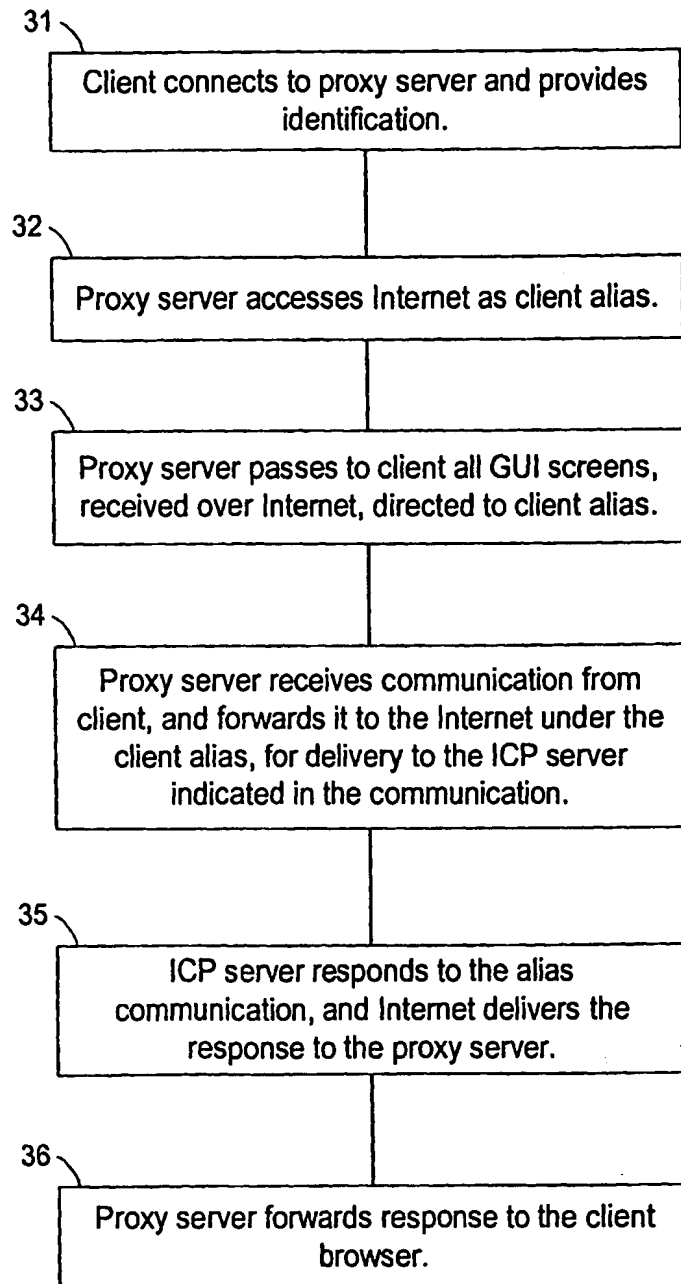 31
Client connects to proxy server and provides
identification.
32
Proxy server accesses Internet as client alias.
33
Proxy server passes to client all GUI screens,
received over Internet, directed to client alias.
34
Proxy server receives communication from
client, and forwards it to the Internet under the
client alias, for delivery to the ICP server
indicated in the communication.
35
ICP server responds to the alias
communication, and Internet delivers the
response to the proxy server.
36
Proxy server forwards response to the client
browser.